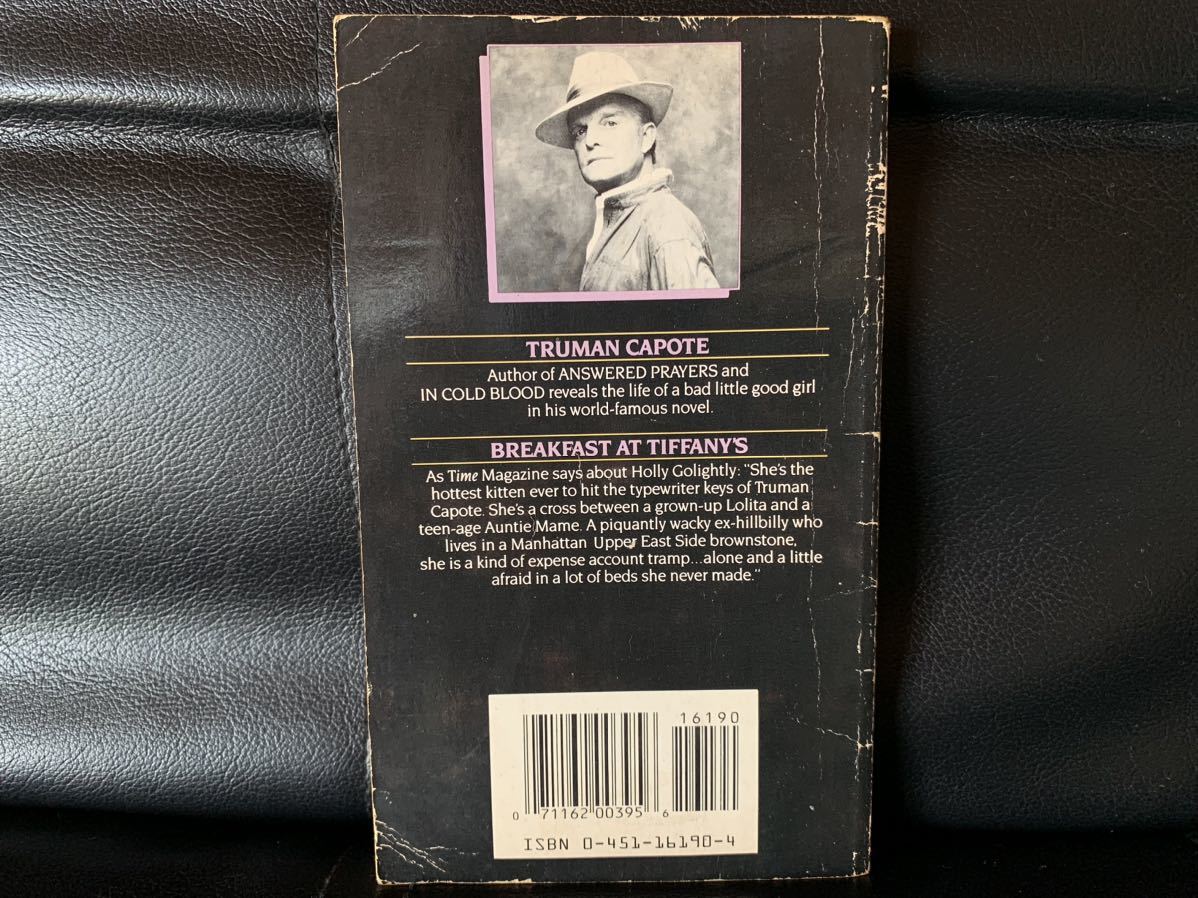 TRUMAN CAPOTE
Author of ANSWERED PRAYERS and
IN COLD BLOOD reveals the life of a bad little good girl
in his world-famous novel.
BREAKFAST AT TIFFANY'S
As Time Magazine says about Holly Golightly: "She's the
hottest kitten ever to hit the typewriter keys of Truman
Capote. She's a cross between a grown-up Lolita and a
teen-age Auntie Mame. A piquantly wacky ex-hillbilly who
lives in a Manhattan Upper East Side brownstone,
she is a kind of expense account tramp...alone and a little
afraid in a lot of beds she never made."
16190
0 71162 00395 6
ISBN 0-451-16190-4